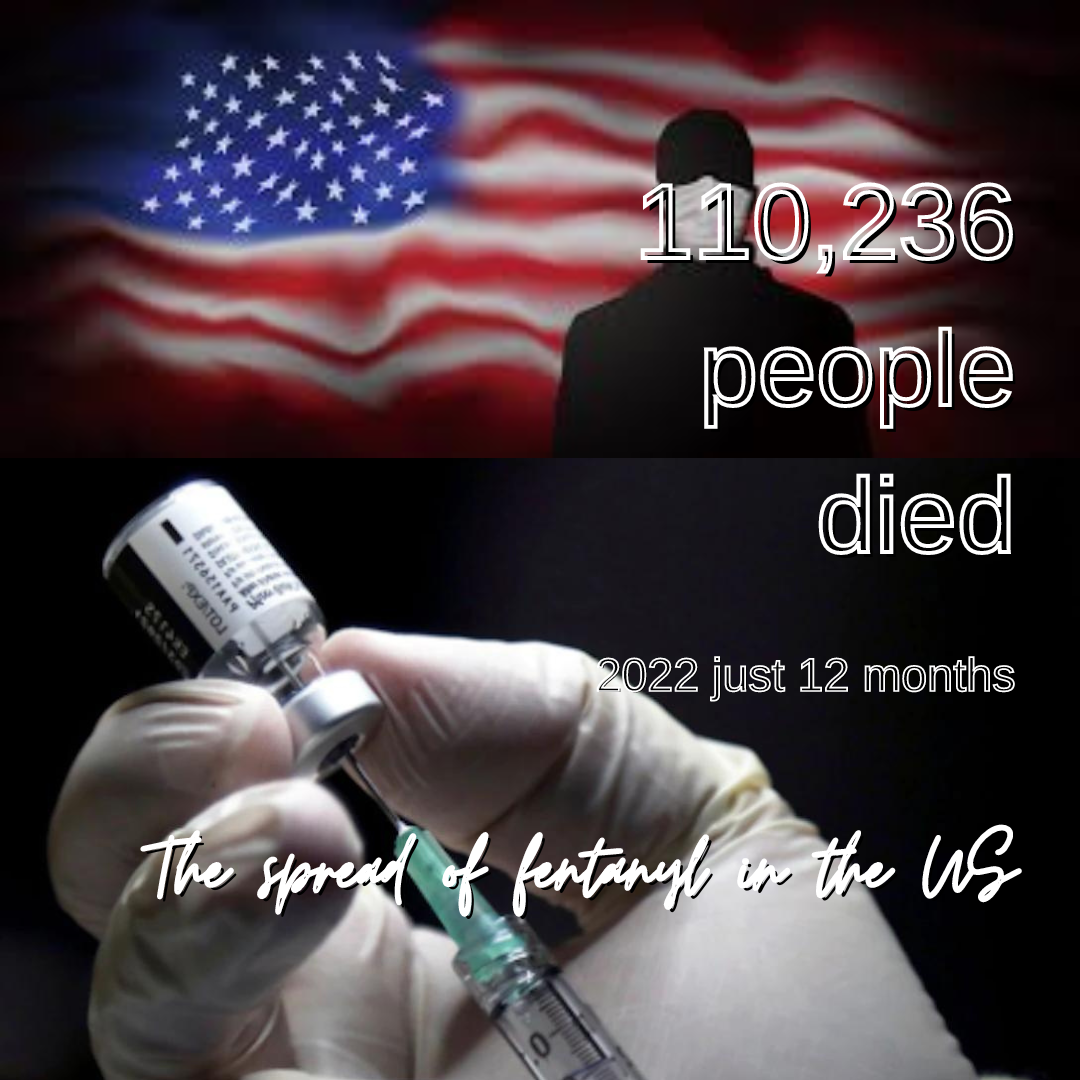 110,236
people
died
2022 just 12 months
The spread of fentanyl in the US